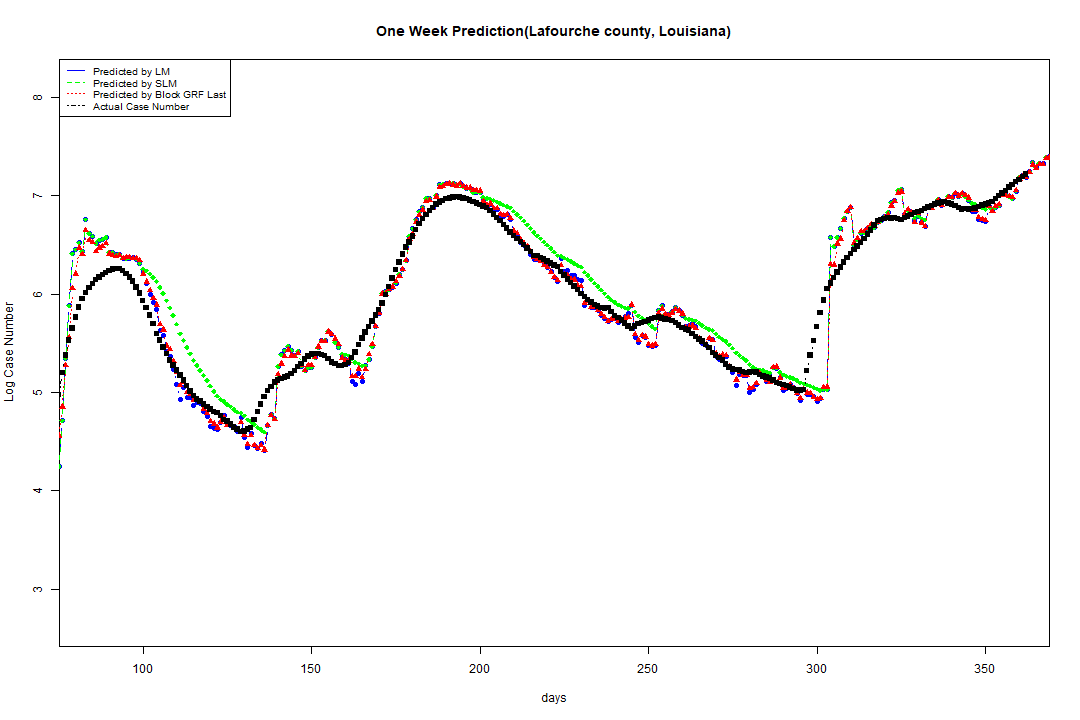 One Week Prediction(Lafourche county, Louisiana)
Predicted by LM
Predicted by SLM
Predicted by Block GRF Last
Actual Case Number
Log Case Number
8
7
6
5
4
3
100 150 200 250 300 350
days